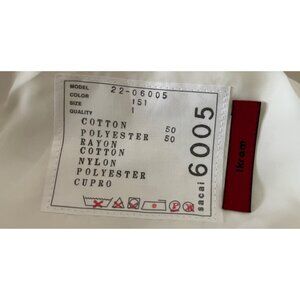 MODEL 22-06005
COLOR
SIZE 151
QUALITY 1
COTTON 50
POLYESTER 50
RAYON
COTTON
NYLON
POLYESTER
CUPRO
sacai 6005
Ikram